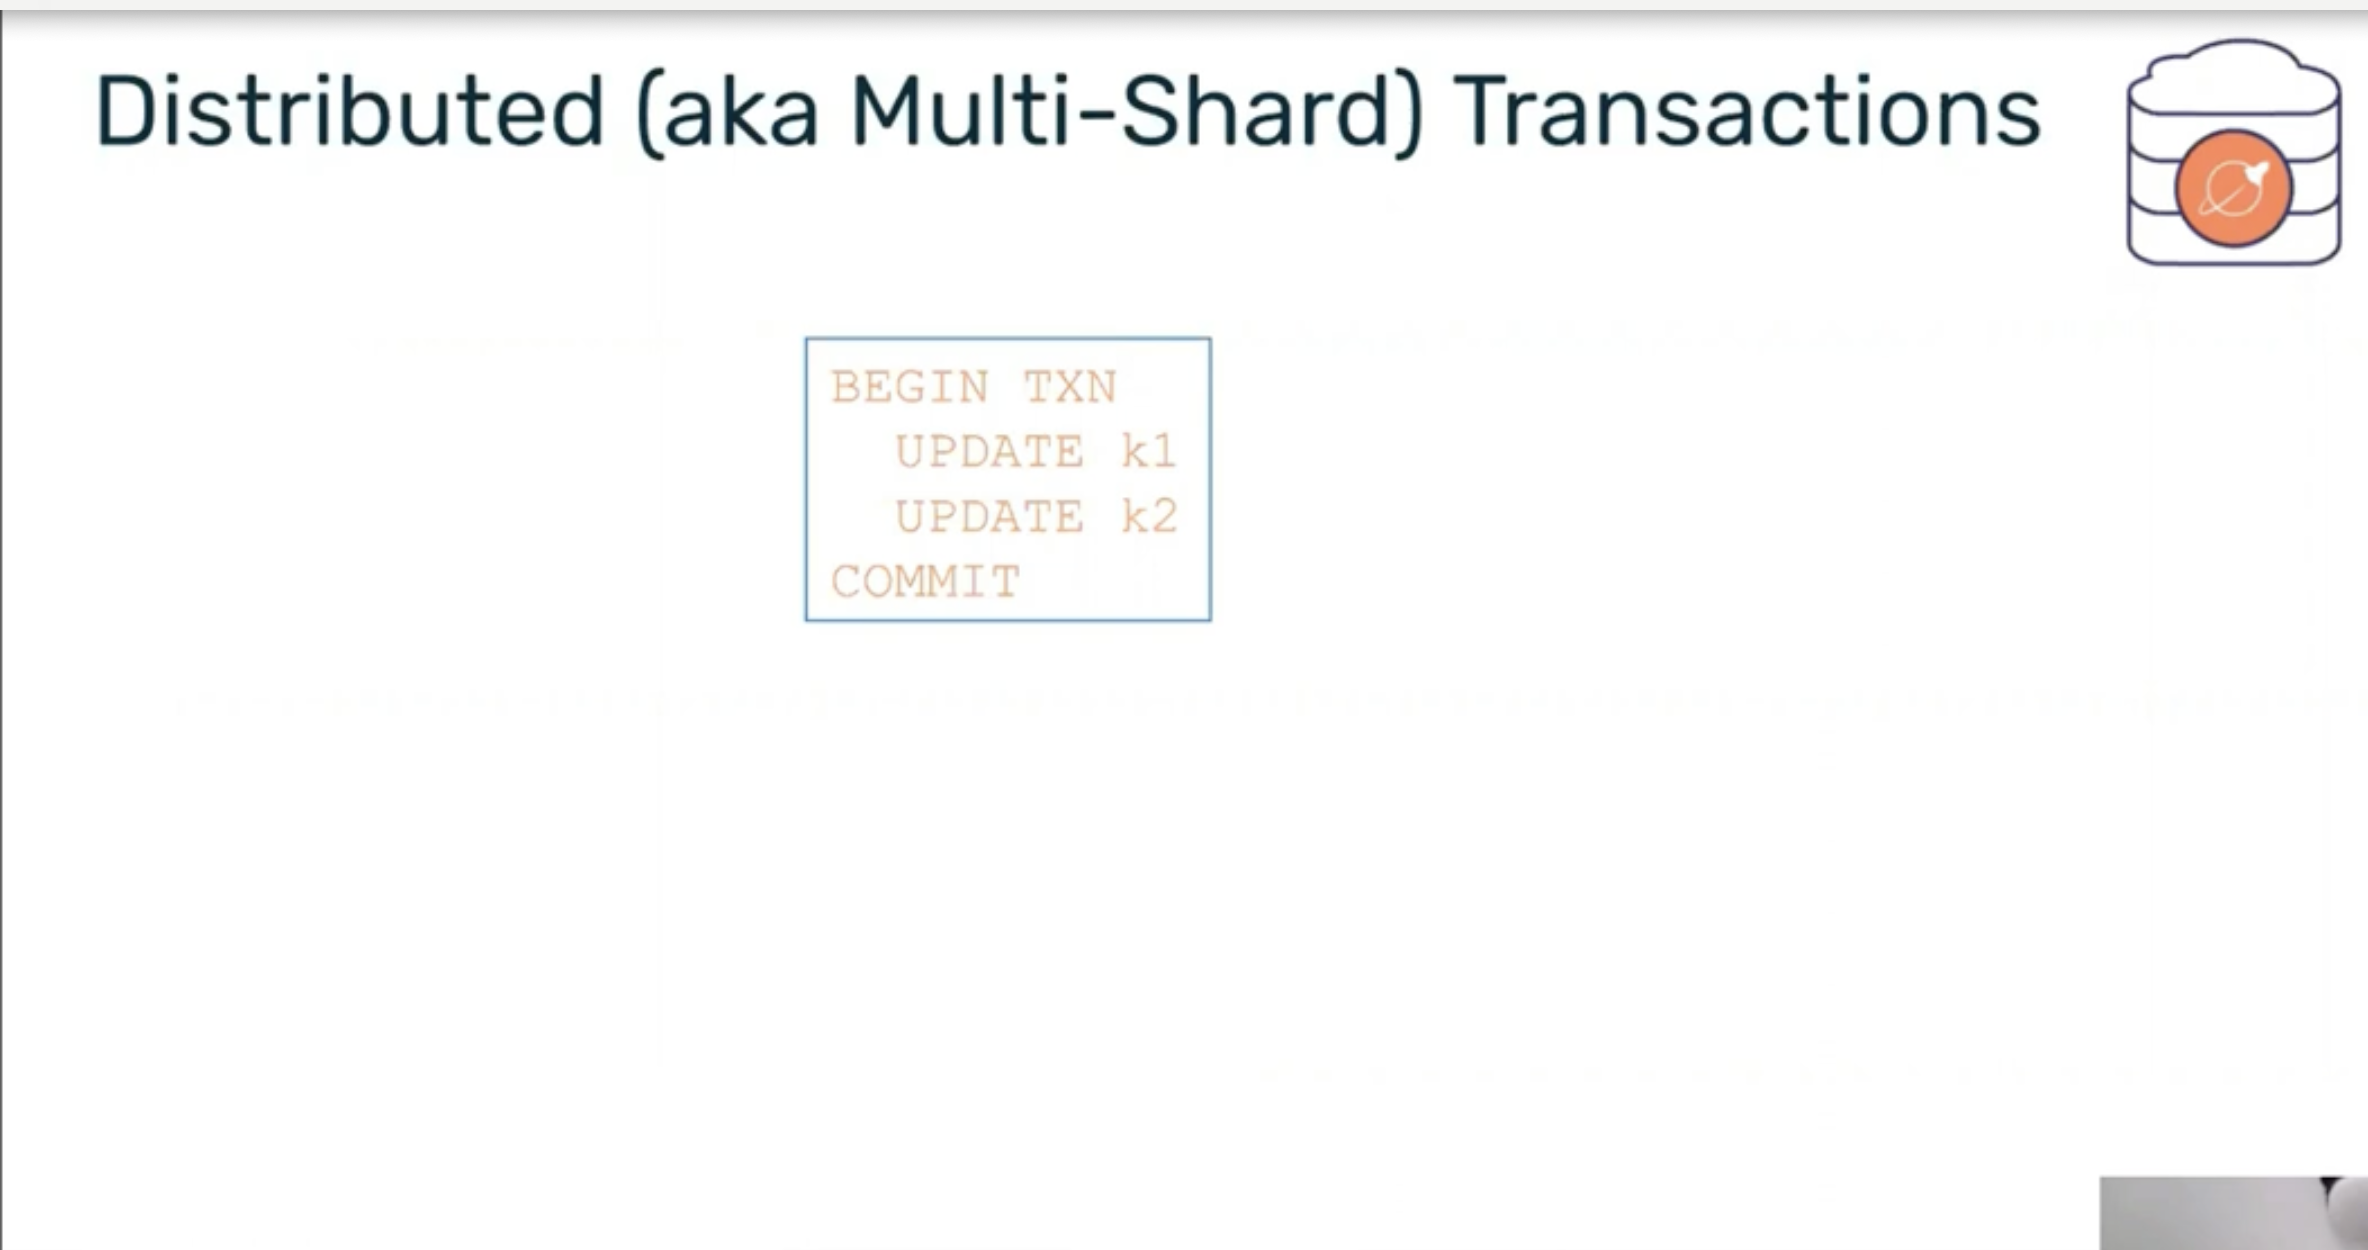 Distributed (aka Multi-Shard) Transactions
BEGIN TXN
UPDATE k1
UPDATE k2
COMMIT